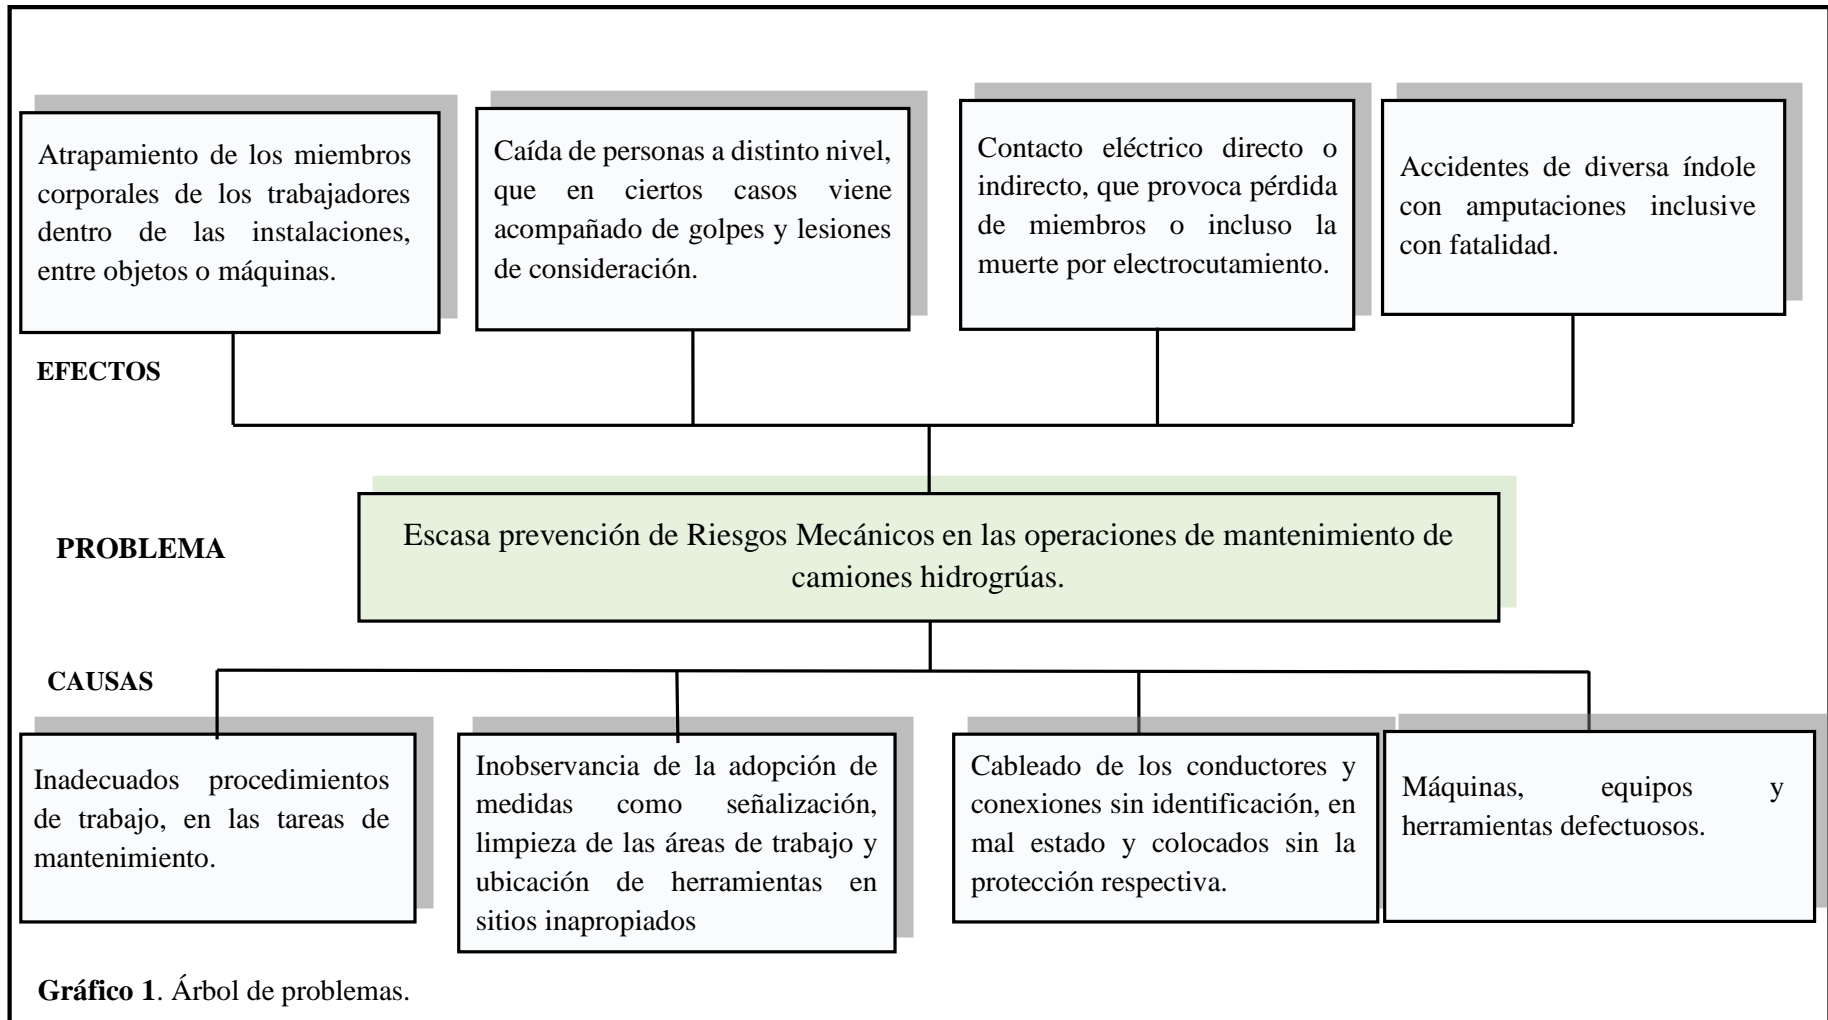 Atrapamiento de los miembros
corporales de los trabajadores
dentro de las instalaciones,
entre objetos o máquinas.
Caída de personas a distinto nivel,
que en ciertos casos viene
acompañado de golpes y lesiones
de consideración.
Contacto eléctrico directo o
indirecto, que provoca pérdida
de miembros o incluso la
muerte por electrocutamiento.
Accidentes de diversa índole
con amputaciones inclusive
con fatalidad.
EFECTOS
PROBLEMA
Escasa prevención de Riesgos Mecánicos en las operaciones de mantenimiento de
camiones hidrogrúas.
CAUSAS
Inadecuados procedimientos
de trabajo, en las tareas de
mantenimiento.
Inobservancia de la adopción de
medidas como señalización,
limpieza de las áreas de trabajo y
ubicación de herramientas en
sitios inapropiados
Cableado de los conductores y
conexiones sin identificación, en
mal estado y colocados sin la
protección respectiva.
Máquinas, equipos y
herramientas defectuosos.
Gráfico 1. Árbol de problemas.